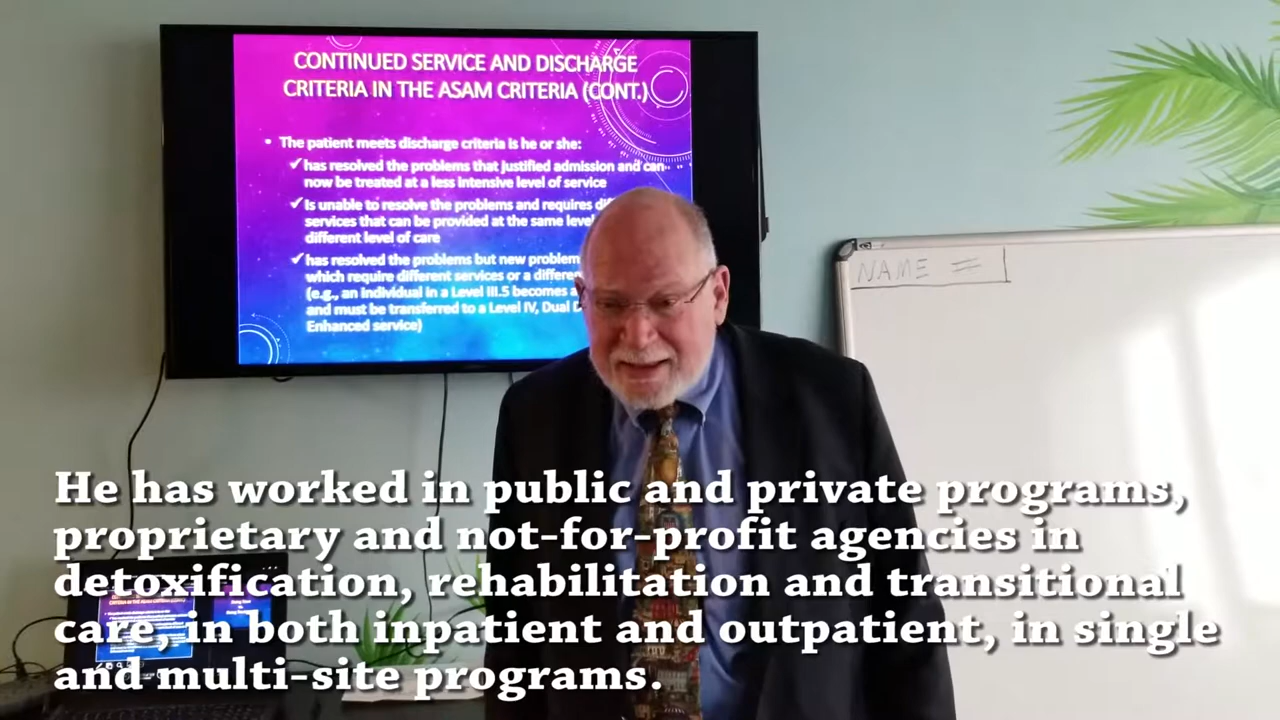 CONTINUED SERVICE AND DISCHARGE
CRITERIA IN THE ASAM CRITERIA (CONT.)
• The patient meets discharge criteria is he or she:
✓has resolved the problems that justified admission and can
now be treated at a less intensive level of service
✓Is unable to resolve the problems and requires
services that can be provided at the same
different level of care
✓has resolved the problems but new
which require different services or a
(e.g., an individual in a Level III.5 becomes
and must be transferred to a Level IV, Dual
Enhanced service)
NAME =
He has worked in public and private programs,
proprietary and not-for-profit agencies in
detoxification, rehabilitation and transitional
care, in both inpatient and outpatient, in single
and multi-site programs.